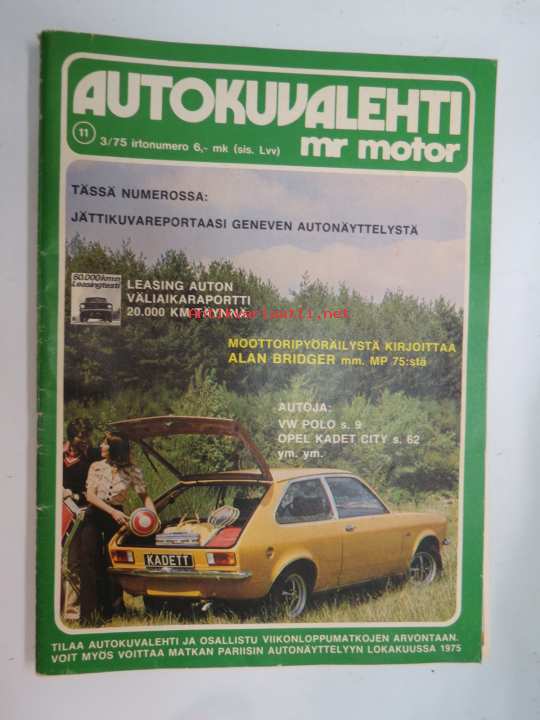 AUTOKUVALEHTI
mr motor
11
3/75 irtonumero 6,- mk (sis. Lvv)
TÄSSÄ NUMEROSSA:
JÄTTIKUVAREPORTAASI GENEVEN AUTONÄYTTELYSTÄ
50.000 km:n
Leasingtesti
LEASING AUTON
VÄLIAIKARAPORTTI
20.000 KM TÄYNNÄ
Antikvariaatti.net
MOOTTORIPYÖRÄILYSTÄ KIRJOITTAA
ALAN BRIDGER mm. MP 75:stä
AUTOJA:
VW POLO s. 9
OPEL KADET CITY s. 62
ym. ym.
KADETT
TILAA AUTOKUVALEHTI JA OSALLISTU VIIKONLOPPUMATKOJEN ARVONTAAN.
VOIT MYÖS VOITTAA MATKAN PARIISIN AUTONÄYTTELYYN LOKAKUUSSA 1975